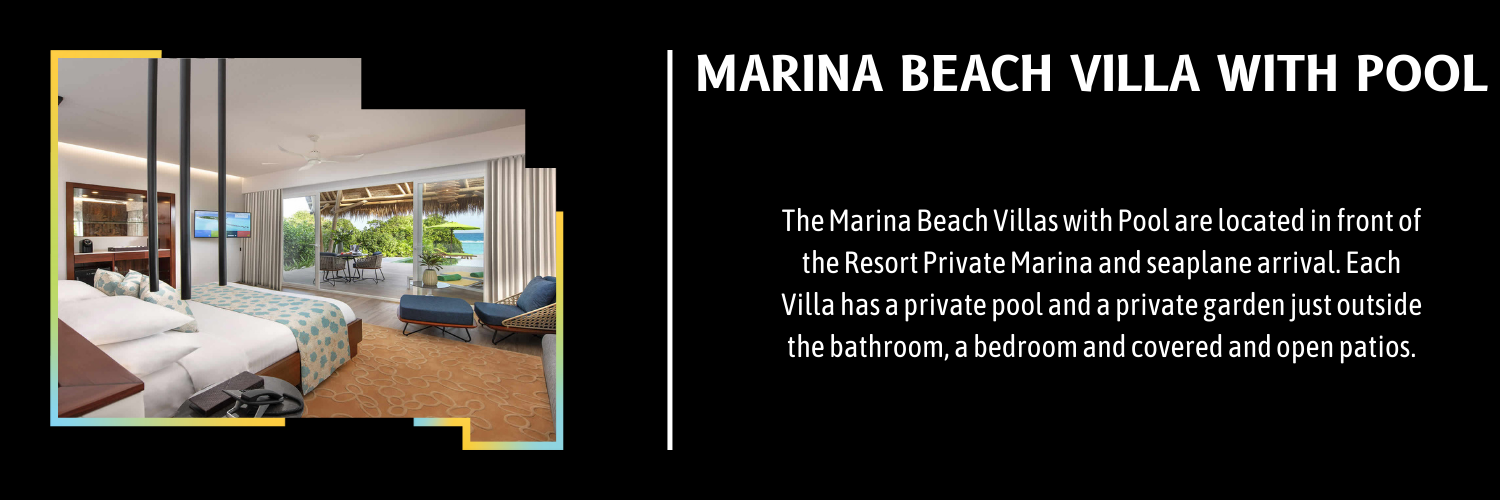 MARINA BEACH VILLA WITH POOL
The Marina Beach Villas with Pool are located in front of
the Resort Private Marina and seaplane arrival. Each
Villa has a private pool and a private garden just outside
the bathroom, a bedroom and covered and open patios.